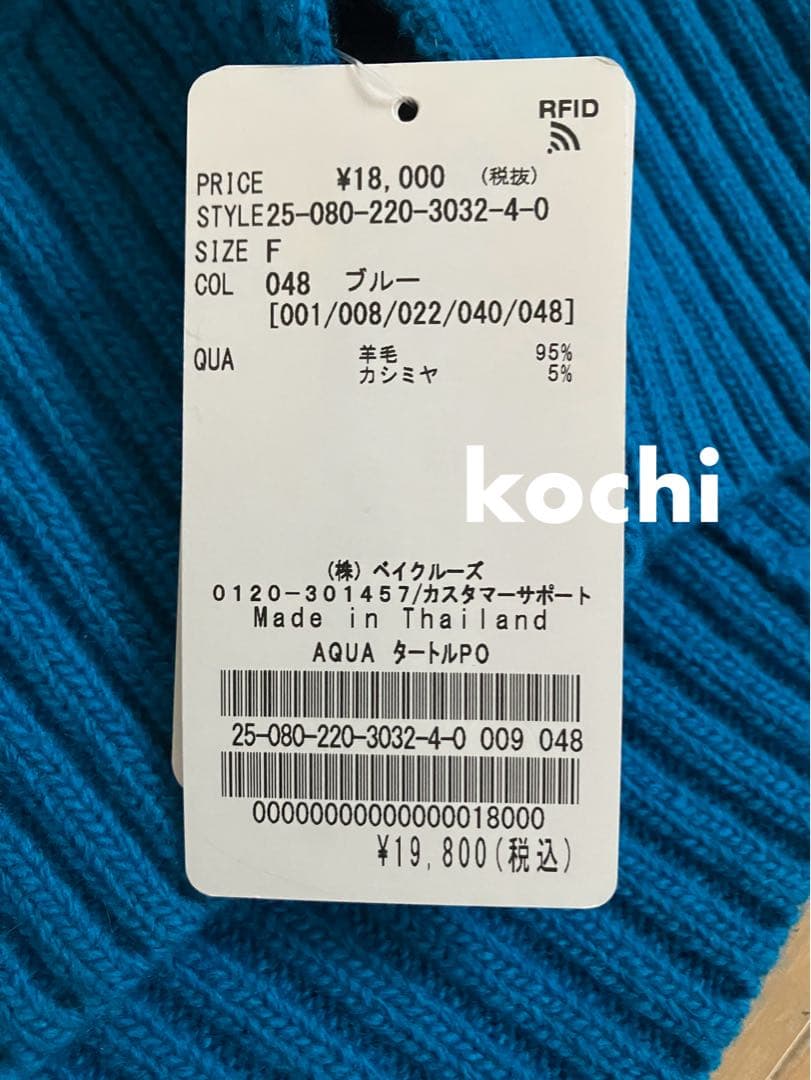 RFID
PRICE ¥18,000 (税抜)
STYLE25-080-220-3032-4-0
SIZE F
COL 048 ブルー
[001/008/022/040/048]
QUA 羊毛 95%
カシミヤ 5%
kochi
(株) ベイクルーズ
0120-301457/カスタマーサポート
Made in Thailand
AQUA タートルPO
25-080-220-3032-4-0 009 048
00000000000000018000
¥19,800(税込)